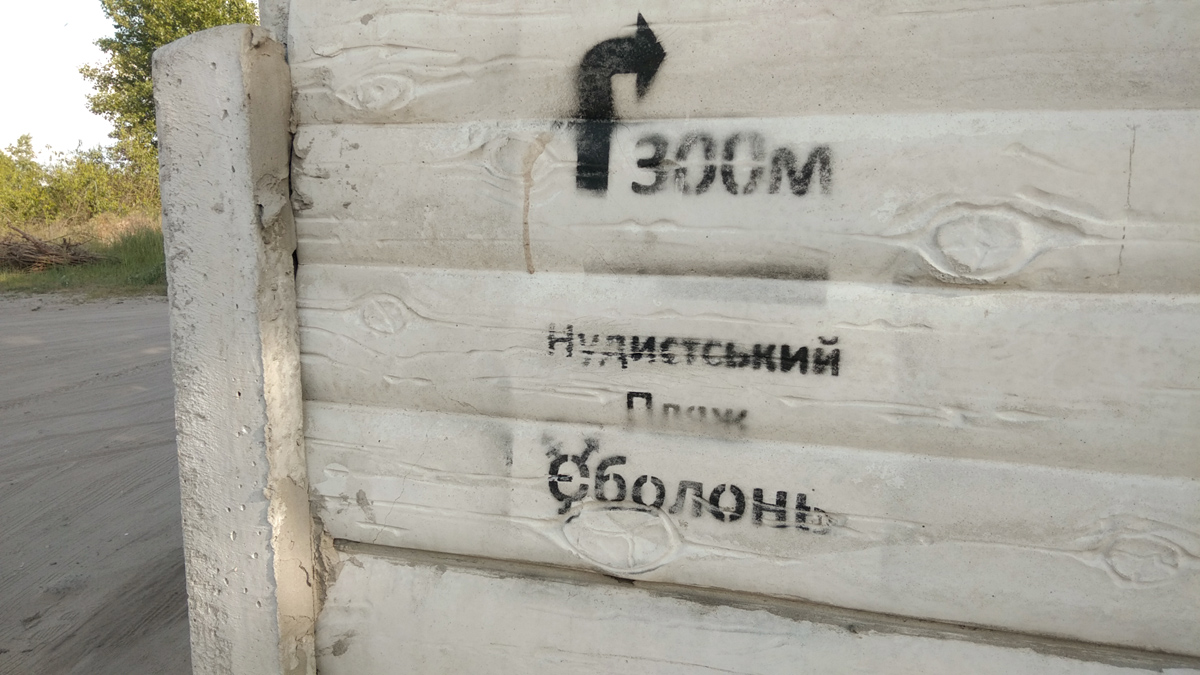 300м
Нудистський
Пляж
Оболонь